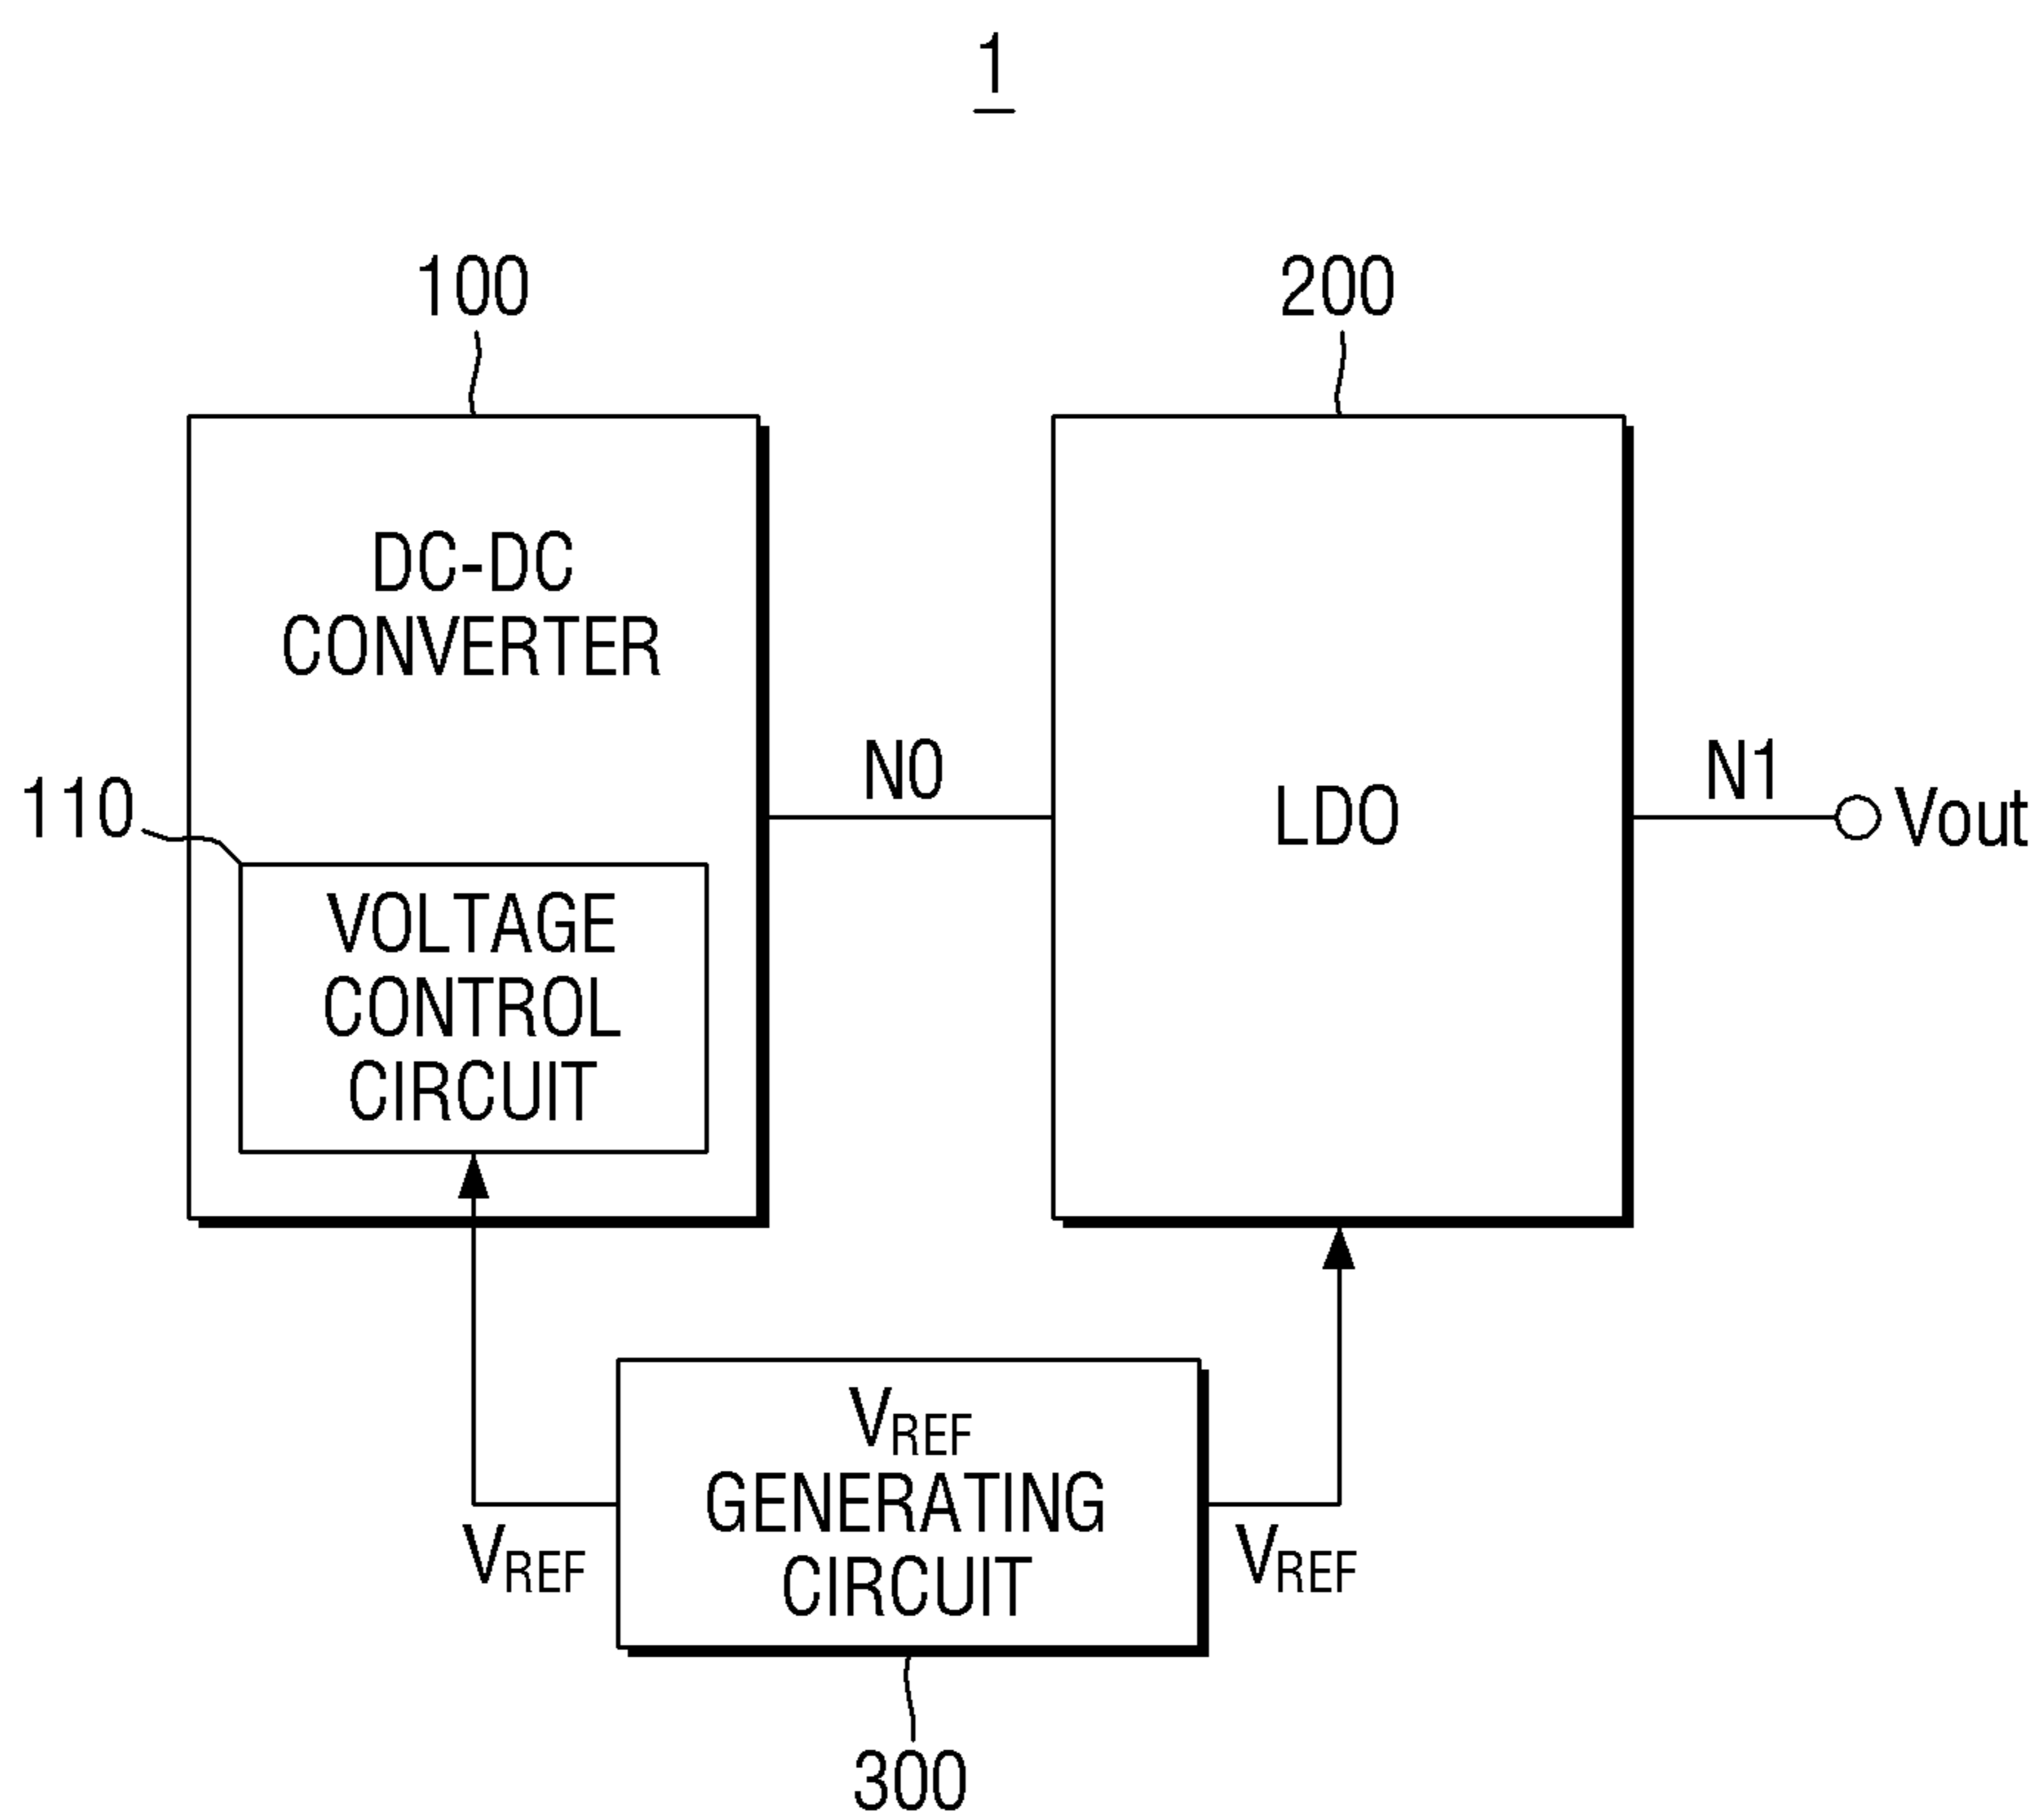 1
100
200
DC-DC
CONVERTER
N0
N1
110
LDO
Vout
VOLTAGE
CONTROL
CIRCUIT
VREF
GENERATING
CIRCUIT
VREF
VREF
300